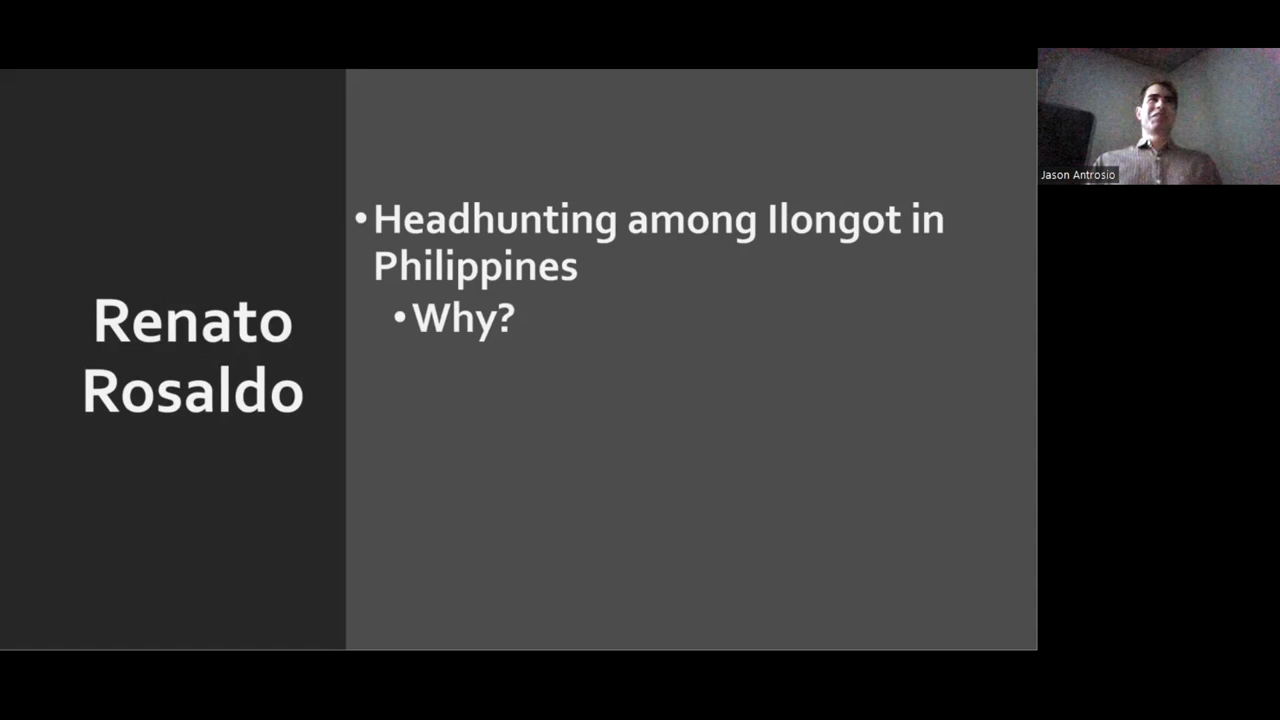 Renato
Rosaldo
• Headhunting among Ilongot in
Philippines
• Why?
Jason Antrosio